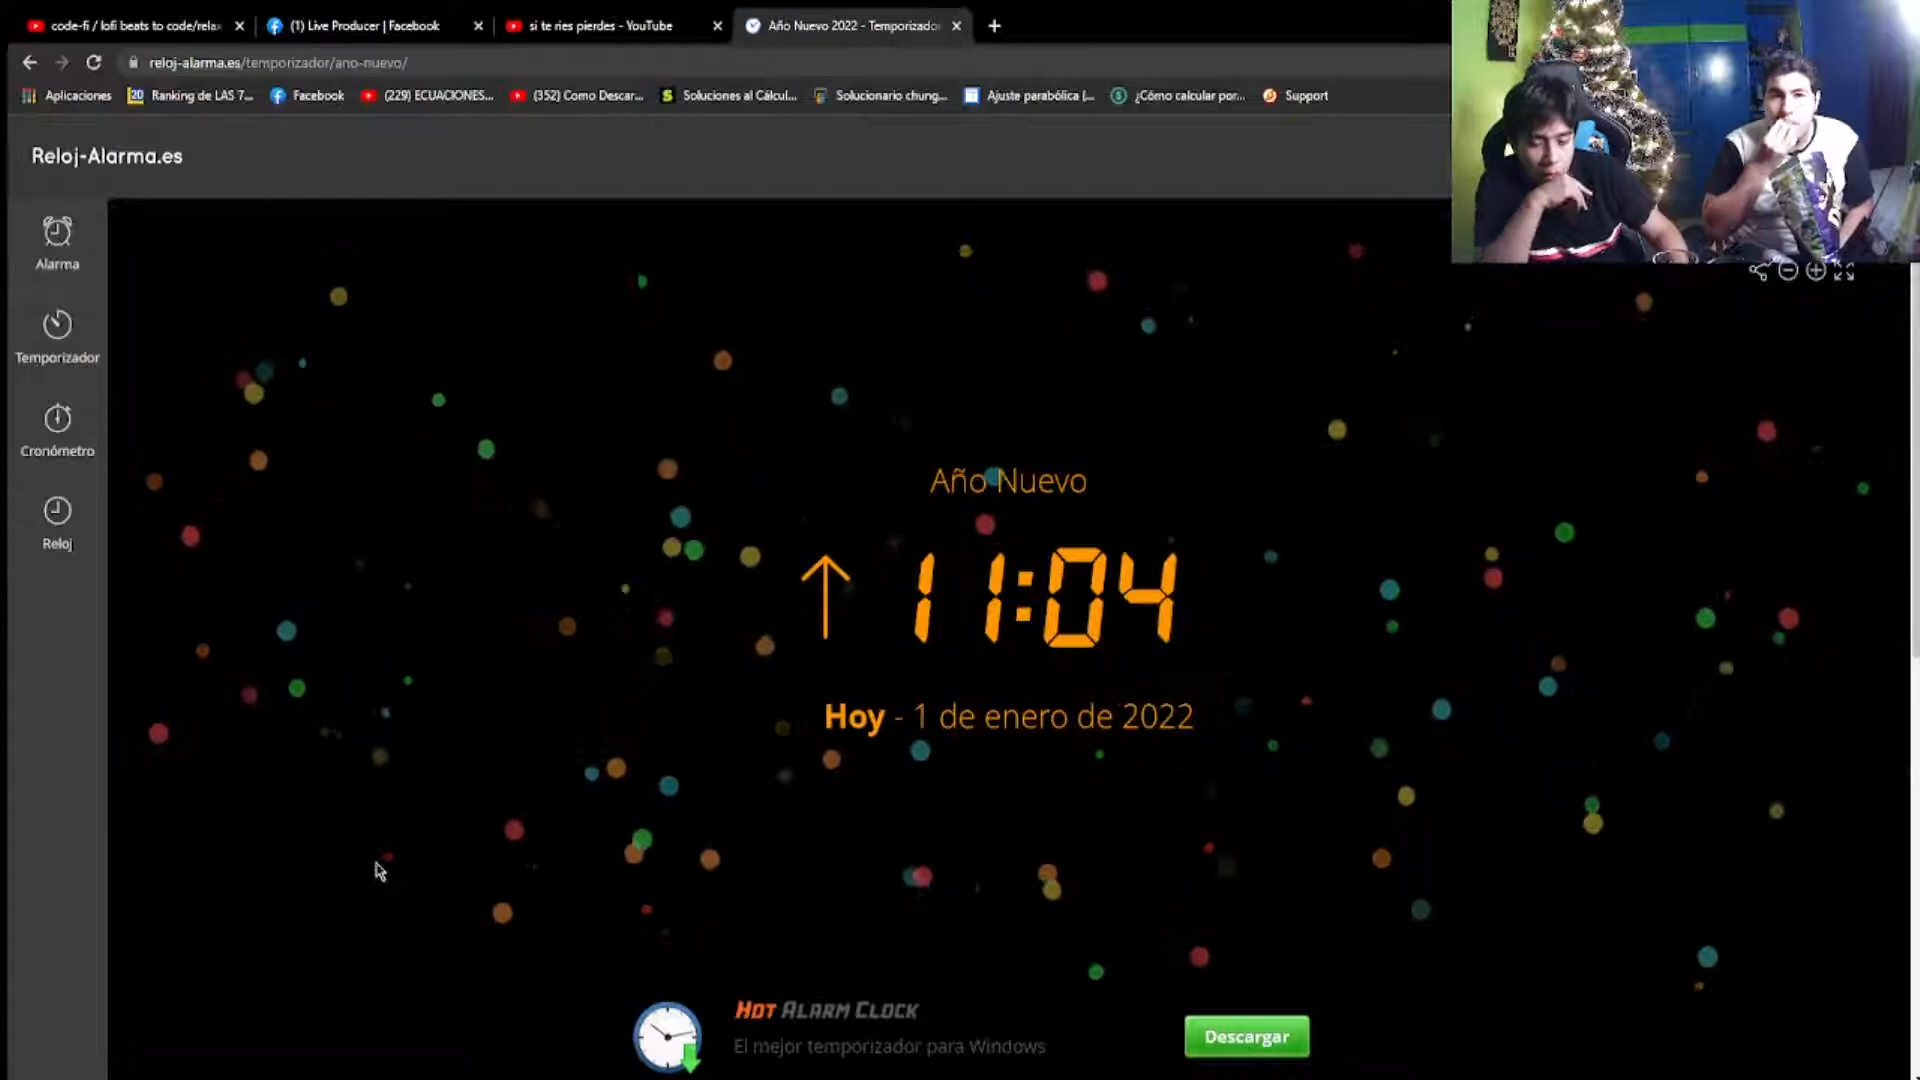 code-fi / lofi beats to code/relax
(1) Live Producer | Facebook
si te ries pierdes - YouTube
Año Nuevo 2022 - Temporizador
reloj-alarma.es/temporizador/ano-nuevo/
Aplicaciones
Ranking de LAS 7...
Facebook
(229) ECUACIONES...
(352) Como Descar...
Soluciones al Cálcul...
Solucionario chung...
Ajuste parabólica (...
¿Cómo calcular por...
Support
Reloj-Alarma.es
Alarma
Temporizador
Cronómetro
Reloj
Año Nuevo
11:04
Hoy - 1 de enero de 2022
HOT ALARM CLOCK
El mejor temporizador para Windows
Descargar